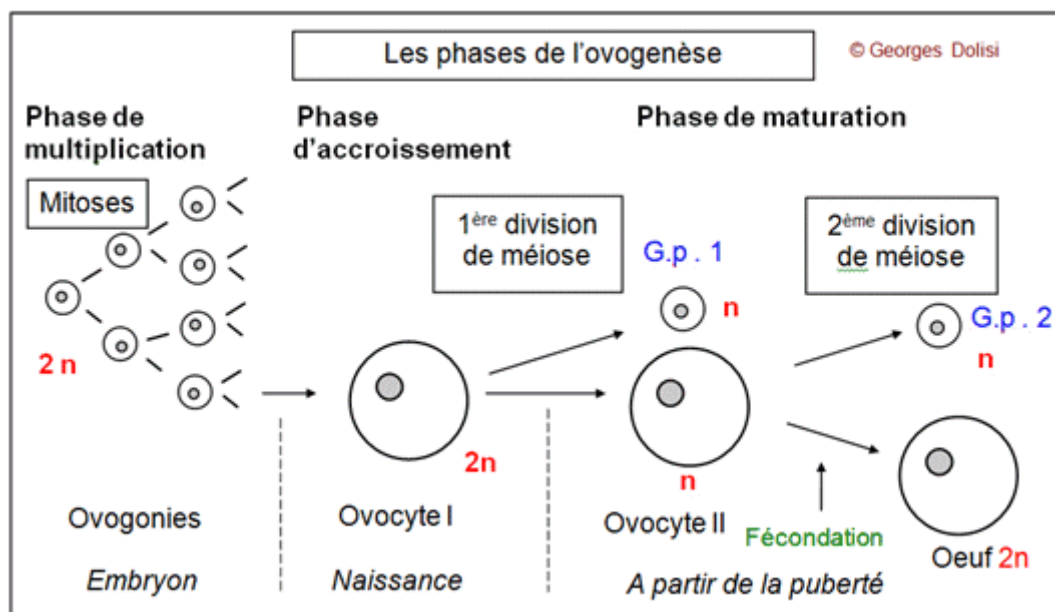 Les phases de l'ovogenèse
© Georges Dolisi
Phase de
multiplication
Phase
d'accroissement
Phase de maturation
Mitoses
1ère division
de méiose
2ème division
de méiose
G.p . 1
n
G.p . 2
n
2 n
2n
n
Ovogonies
Ovocyte I
Ovocyte II
Fécondation
Oeuf 2n
Embryon
Naissance
A partir de la puberté